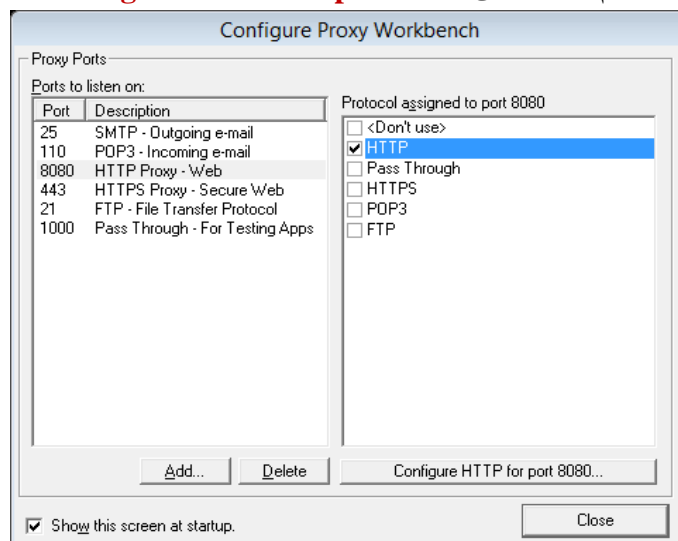 Configure Proxy Workbench
Proxy Ports
Ports to listen on:
Port Description
25 SMTP - Outgoing e-mail
110 POP3 - Incoming e-mail
8080 HTTP Proxy - Web
443 HTTPS Proxy - Secure Web
21 FTP - File Transfer Protocol
1000 Pass Through - For Testing Apps
Add... Delete
Protocol assigned to port 8080
<Don't use>
HTTP
Pass Through
HTTPS
POP3
FTP
Configure HTTP for port 8080...
Show this screen at startup.
Close